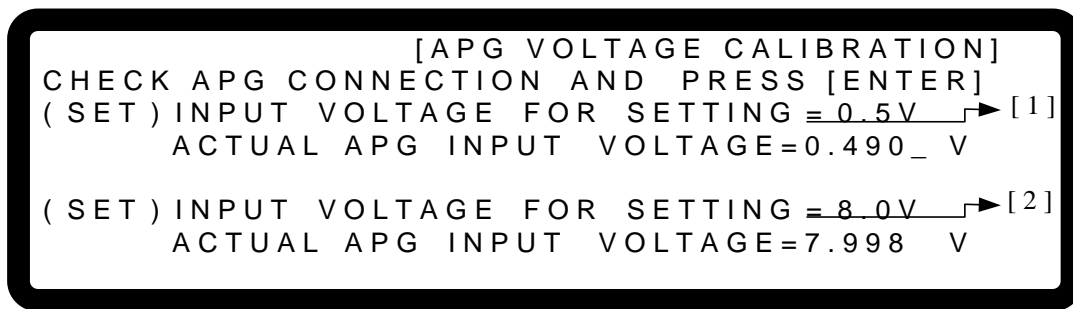 [APG VOLTAGE CALIBRATION]
CHECK APG CONNECTION AND PRESS [ENTER]
(SET) INPUT VOLTAGE FOR SETTING = 0.5V [1]
ACTUAL APG INPUT VOLTAGE=0.490_ V
(SET) INPUT VOLTAGE FOR SETTING = 8.0V [2]
ACTUAL APG INPUT VOLTAGE=7.998 V